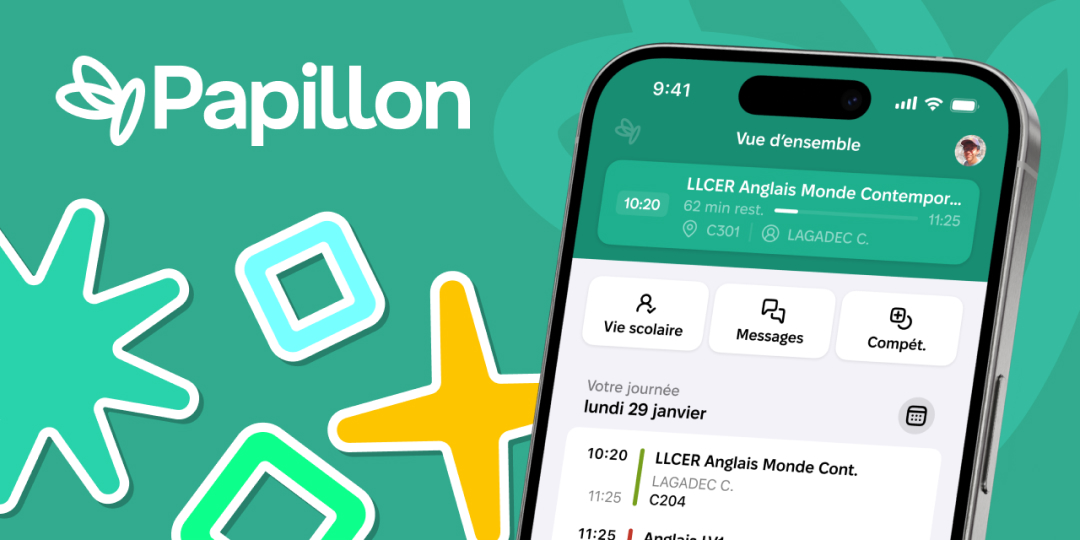 Papillon
9:41
Vue d'ensemble
LLCER Anglais Monde Contempor...
10:20
62 min rest.
11:25
C301
LAGADEC C.
Vie scolaire
Messages
Compét.
Votre journée
lundi 29 janvier
10:20
LLCER Anglais Monde Cont.
LAGADEC C.
11:25
C204
11:25
Anglais LV1